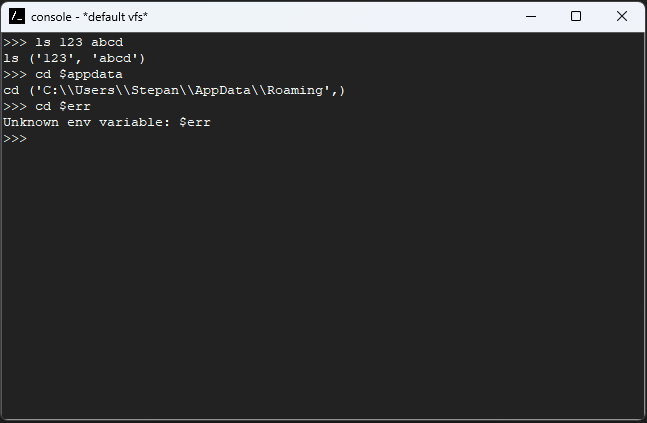 console - *default vfs*
>>> ls 123 abcd
ls ('123', 'abcd')
>>> cd $appdata
cd ('C:\\Users\\Stepan\\AppData\\Roaming',)
>>> cd $err
Unknown env variable: $err
>>>